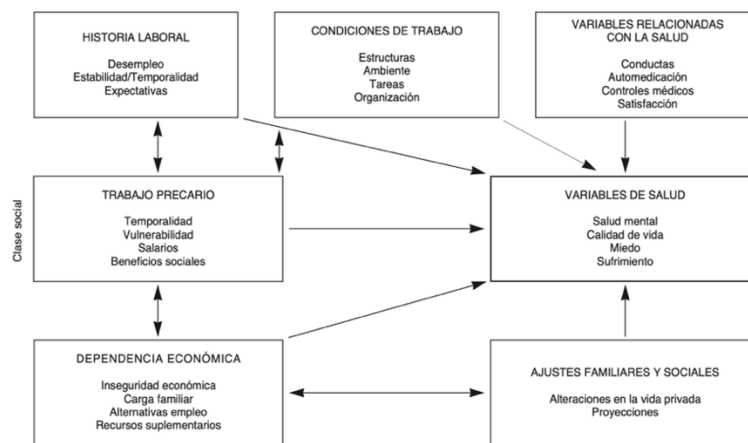 HISTORIA LABORAL
Desempleo
Estabilidad/Temporalidad
Expectativas
CONDICIONES DE TRABAJO
Estructuras
Ambiente
Tareas
Organización
VARIABLES RELACIONADAS
CON LA SALUD
Conductas
Automedicación
Controles médicos
Satisfacción
Clase social
TRABAJO PRECARIO
Temporalidad
Vulnerabilidad
Salarios
Beneficios sociales
VARIABLES DE SALUD
Salud mental
Calidad de vida
Miedo
Sufrimiento
DEPENDENCIA ECONÓMICA
Inseguridad económica
Carga familiar
Alternativas empleo
Recursos suplementarios
AJUSTES FAMILIARES Y SOCIALES
Alteraciones en la vida privada
Proyecciones